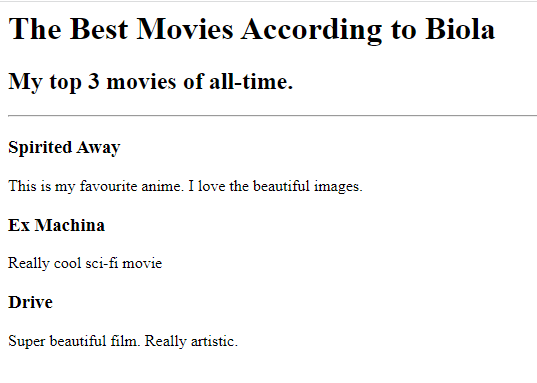 The Best Movies According to Biola
My top 3 movies of all-time.
Spirited Away
This is my favourite anime. I love the beautiful images.
Ex Machina
Really cool sci-fi movie
Drive
Super beautiful film. Really artistic.